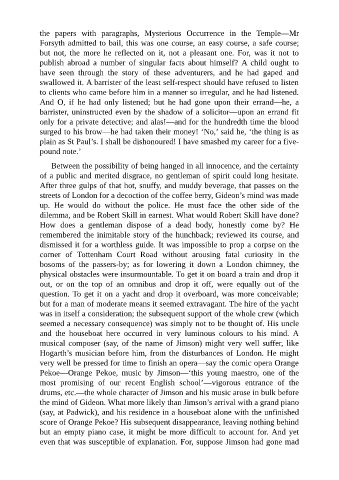 the papers with paragraphs, Mysterious Occurrence in the Temple—Mr
Forsyth admitted to bail, this was one course, an easy course, a safe course;
but not, the more he reflected on it, not a pleasant one. For, was it not to
publish abroad a number of singular facts about himself? A child ought to
have seen through the story of these adventurers, and he had gaped and
swallowed it. A barrister of the least self-respect should have refused to listen
to clients who came before him in a manner so irregular, and he had listened.
And O, if he had only listened; but he had gone upon their errand—he, a
barrister, uninstructed even by the shadow of a solicitor—upon an errand fit
only for a private detective; and alas!—and for the hundredth time the blood
surged to his brow—he had taken their money! ‘No,’ said he, ‘the thing is as
plain as St Paul’s. I shall be dishonoured! I have smashed my career for a five-
pound note.’
Between the possibility of being hanged in all innocence, and the certainty
of a public and merited disgrace, no gentleman of spirit could long hesitate.
After three gulps of that hot, snuffy, and muddy beverage, that passes on the
streets of London for a decoction of the coffee berry, Gideon’s mind was made
up. He would do without the police. He must face the other side of the
dilemma, and be Robert Skill in earnest. What would Robert Skill have done?
How does a gentleman dispose of a dead body, honestly come by? He
remembered the inimitable story of the hunchback; reviewed its course, and
dismissed it for a worthless guide. It was impossible to prop a corpse on the
corner of Tottenham Court Road without arousing fatal curiosity in the
bosoms of the passers-by; as for lowering it down a London chimney, the
physical obstacles were insurmountable. To get it on board a train and drop it
out, or on the top of an omnibus and drop it off, were equally out of the
question. To get it on a yacht and drop it overboard, was more conceivable;
but for a man of moderate means it seemed extravagant. The hire of the yacht
was in itself a consideration; the subsequent support of the whole crew (which
seemed a necessary consequence) was simply not to be thought of. His uncle
and the houseboat here occurred in very luminous colours to his mind. A
musical composer (say, of the name of Jimson) might very well suffer, like
Hogarth’s musician before him, from the disturbances of London. He might
very well be pressed for time to finish an opera—say the comic opera Orange
Pekoe—Orange Pekoe, music by Jimson—‘this young maestro, one of the
most promising of our recent English school’—vigorous entrance of the
drums, etc.—the whole character of Jimson and his music arose in bulk before
the mind of Gideon. What more likely than Jimson’s arrival with a grand piano
(say, at Padwick), and his residence in a houseboat alone with the unfinished
score of Orange Pekoe? His subsequent disappearance, leaving nothing behind
but an empty piano case, it might be more difficult to account for. And yet
even that was susceptible of explanation. For, suppose Jimson had gone mad